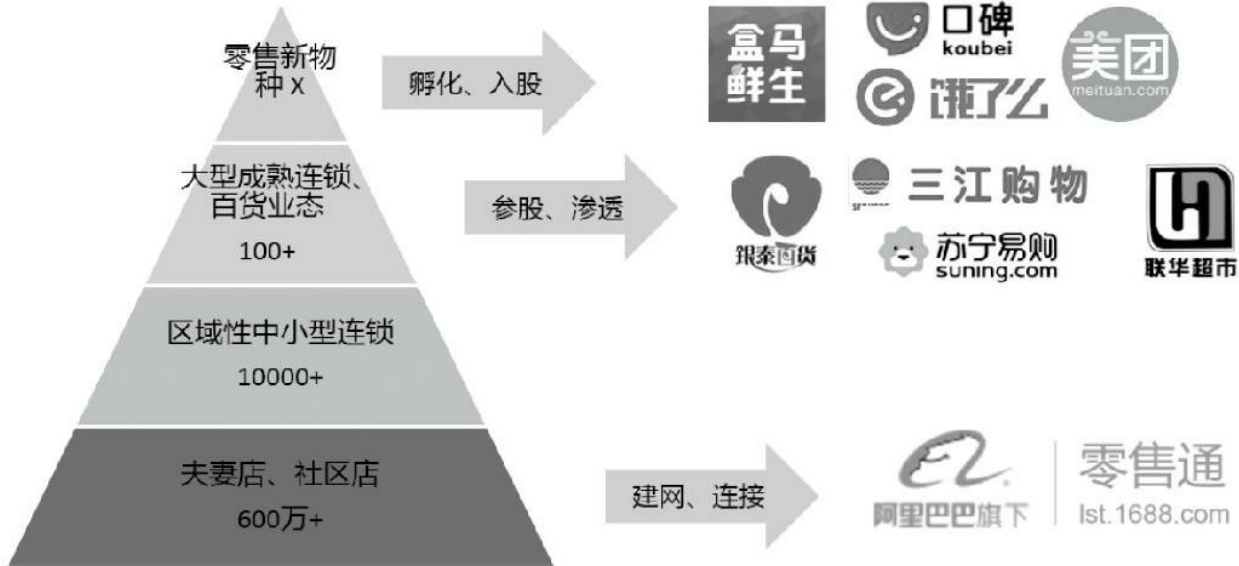 零售新物
种 x
孵化、入股
盒马
鲜生
口碑
koubei
饿了么
美团
meituan.com
大型成熟连锁、
百货业态
100+
参股、渗透
银泰百货
三江购物
苏宁易购
suning.com
联华超市
区域性中小型连锁
10000+
夫妻店、社区店
600万+
建网、连接
阿里巴巴旗下
零售通
lst.1688.com